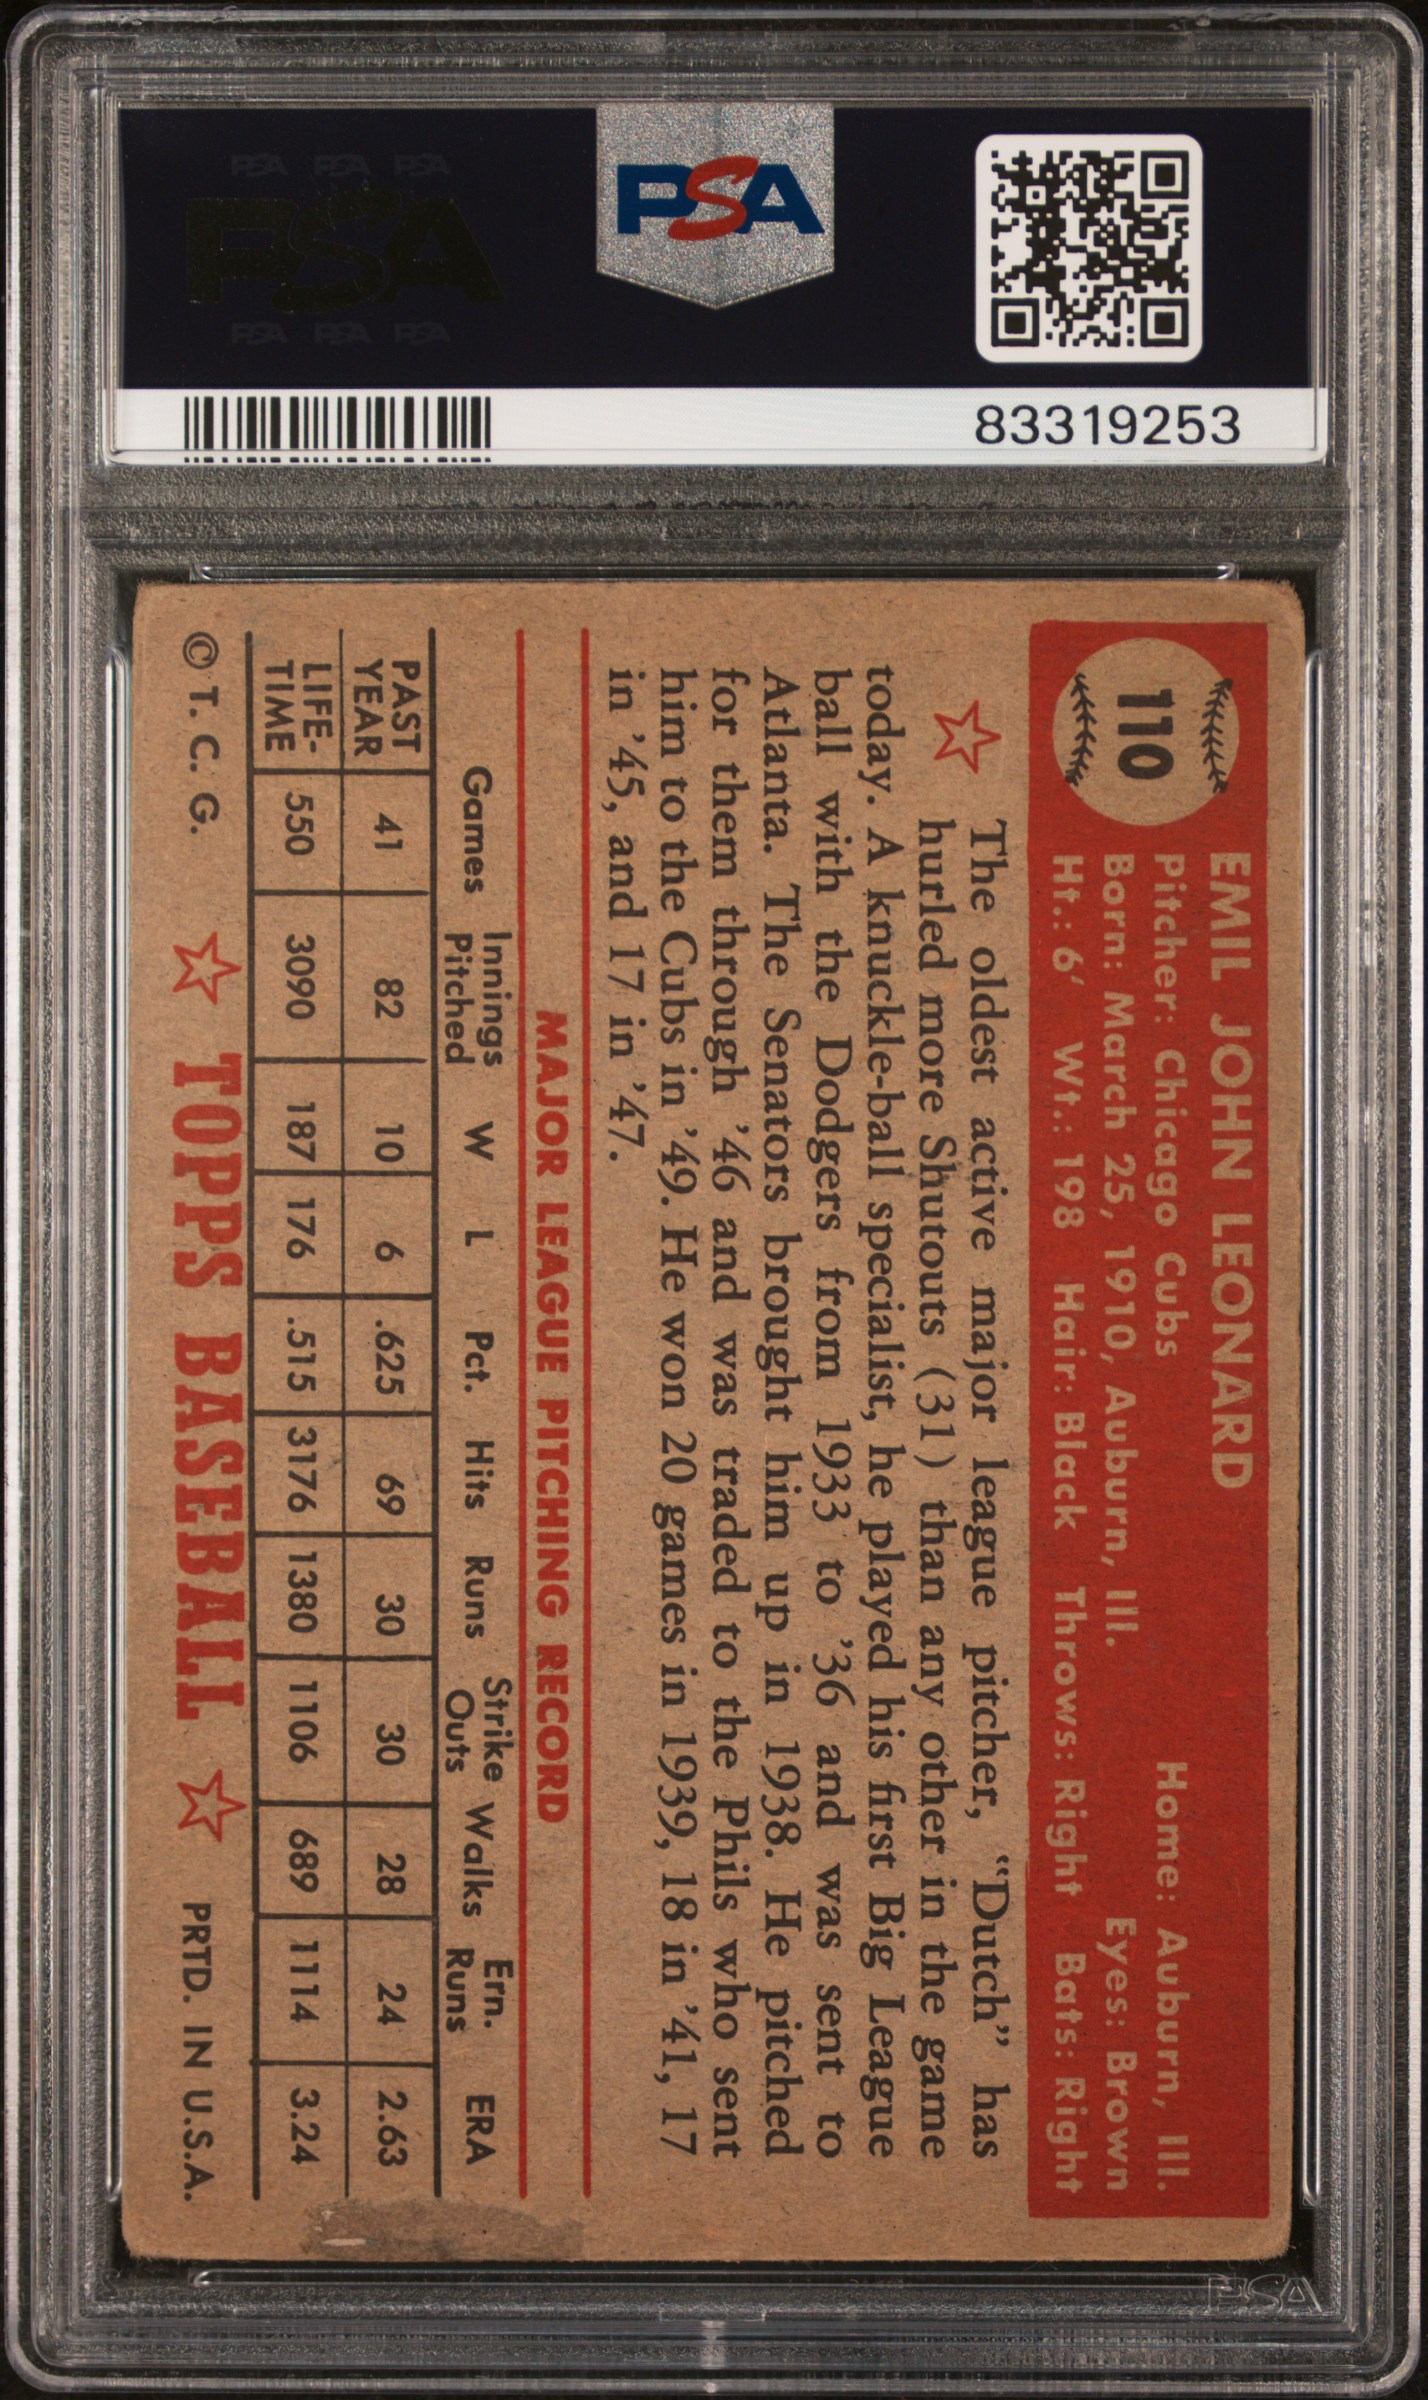 PSA PSA PSA
PSA
PSA PSA PSA
PSA
83319253
110
EMIL JOHN LEONARD
Pitcher: Chicago Cubs Home: Auburn, Ill.
Born: March 25, 1910, Auburn, Ill. Eyes: Brown
Ht.: 6' Wt.: 198 Hair: Black Throws: Right Bats: Right
The oldest active major league pitcher, "Dutch" has
hurled more Shutouts (31) than any other in the game
today. A knuckle-ball specialist, he played his first Big League
ball with the Dodgers from 1933 to '36 and was sent to
Atlanta. The Senators brought him up in 1938. He pitched
for them through '46 and was traded to the Phils who sent
him to the Cubs in '49. He won 20 games in 1939, 18 in '41, 17
in '45, and 17 in '47.
MAJOR LEAGUE PITCHING RECORD
Games Innings Pitched W L Pct. Hits Runs Strike Outs Walks Ern. Runs ERA
PAST YEAR 41 82 10 6 .625 69 30 30 28 24 2.63
LIFE-TIME 550 3090 187 176 .515 3176 1380 1106 689 1114 3.24
© T. C. G. TOPPS BASEBALL PRTD. IN U.S.A.
PSA